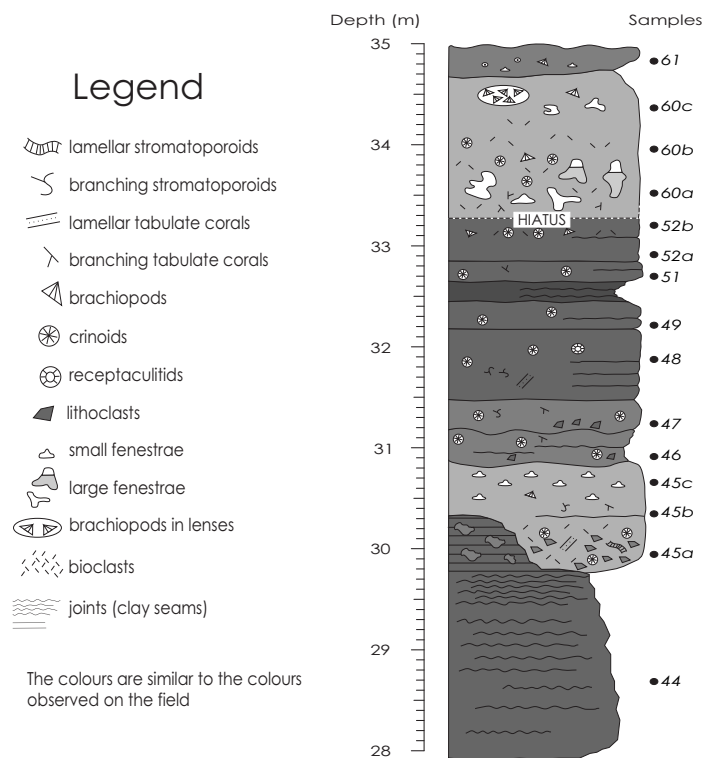 Depth (m)
Samples
Legend
lamellar stromatoporoids
branching stromatoporoids
lamellar tabulate corals
branching tabulate corals
brachiopods
crinoids
receptaculitids
lithoclasts
small fenestrae
large fenestrae
brachiopods in lenses
bioclasts
joints (clay seams)
The colours are similar to the colours
observed on the field
35
34
33
32
31
30
29
28
HIATUS
61
60c
60b
60a
52b
52a
51
49
48
47
46
45c
45b
45a
44